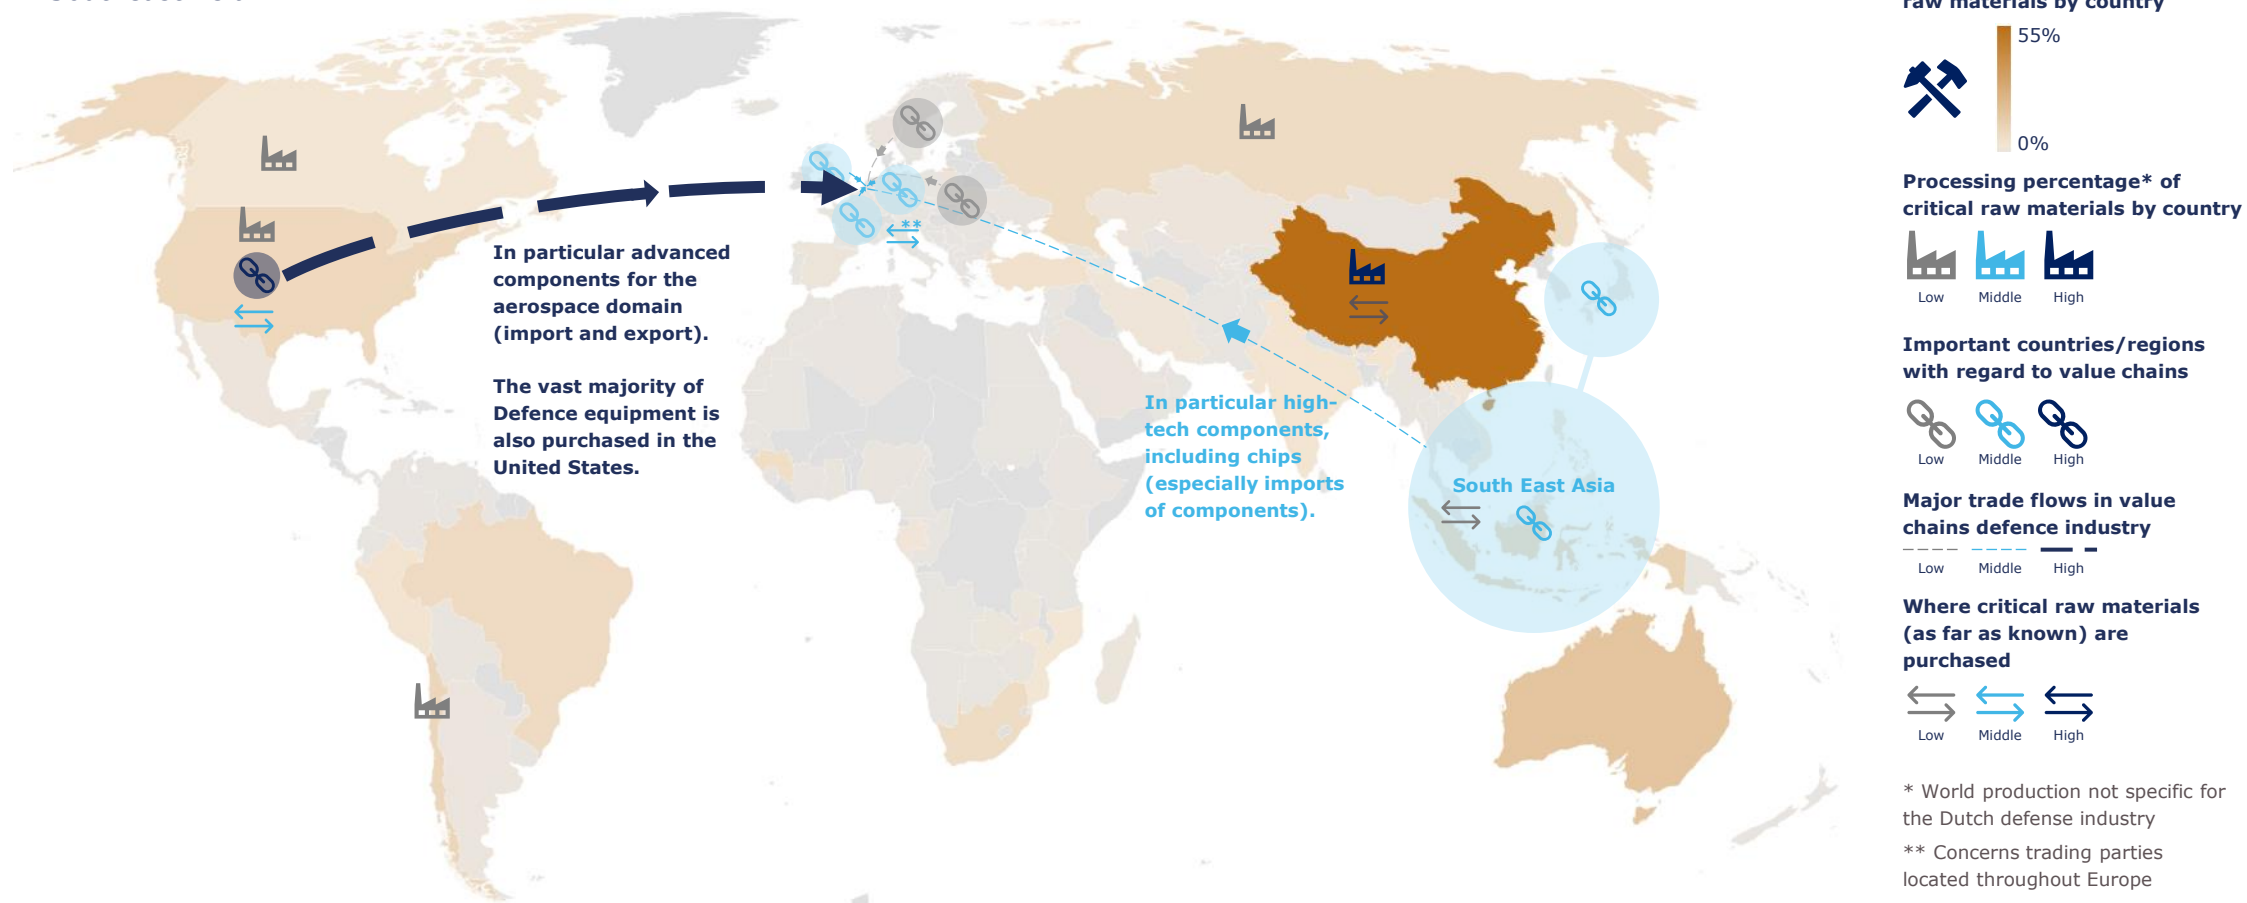 raw materials by country
55%
0%
Processing percentage* of
critical raw materials by country
Low Middle High
Important countries/regions
with regard to value chains
Low Middle High
Major trade flows in value
chains defence industry
Low Middle High
Where critical raw materials
(as far as known) are
purchased
Low Middle High
* World production not specific for
the Dutch defense industry
** Concerns trading parties
located throughout Europe
In particular advanced
components for the
aerospace domain
(import and export).
The vast majority of
Defence equipment is
also purchased in the
United States.
**
In particular high-
tech components,
including chips
(especially imports
of components).
South East Asia